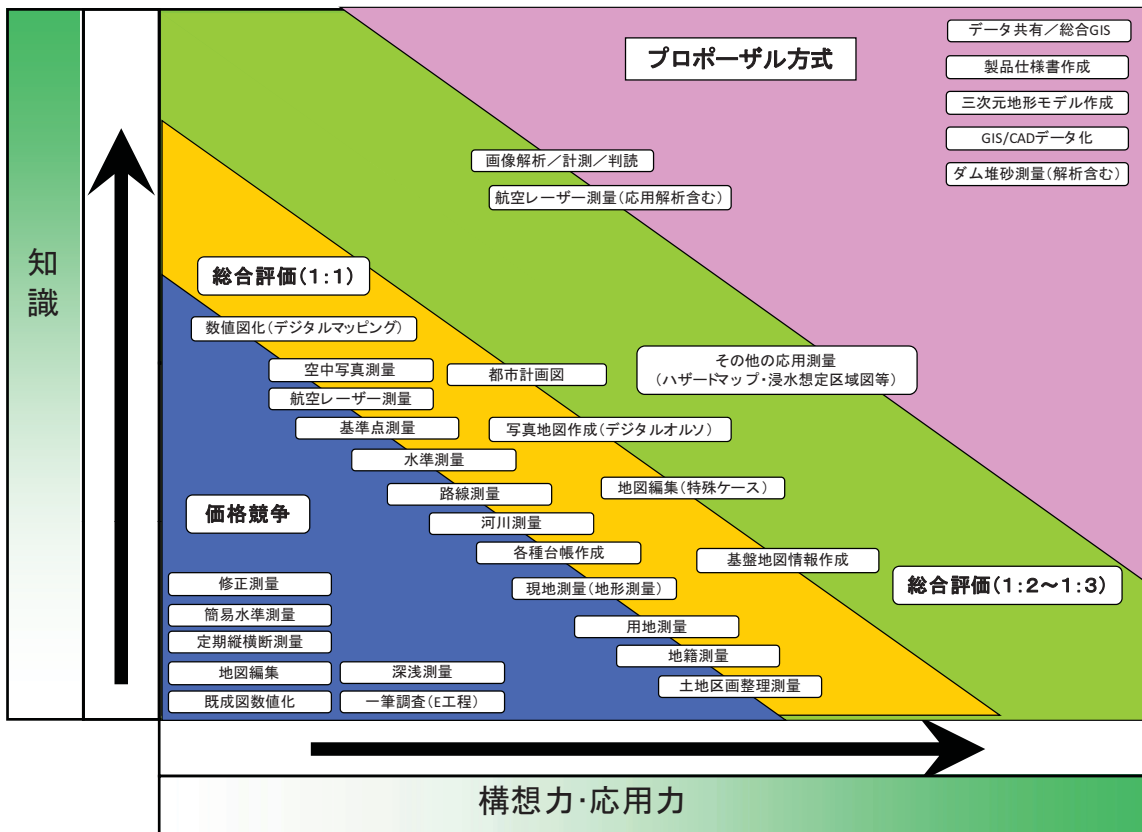 データ共有／総合GIS
プロポーザル方式
製品仕様書作成
三次元地形モデル作成
GIS/CADデータ化
画像解析／計測／判読
ダム堆砂測量(解析含む)
航空レーザー測量(応用解析含む)
知識
総合評価(1:1)
数値図化(デジタルマッピング)
空中写真測量
都市計画図
その他の応用測量
(ハザードマップ・浸水想定区域図等)
航空レーザー測量
基準点測量
写真地図作成(デジタルオルソ)
水準測量
路線測量
地図編集(特殊ケース)
価格競争
河川測量
各種台帳作成
基盤地図情報作成
修正測量
現地測量(地形測量)
総合評価(1:2～1:3)
簡易水準測量
用地測量
定期縦横断測量
地籍測量
地図編集
深浅測量
土地区画整理測量
既成図数値化
一筆調査(E工程)
構想力･応用力